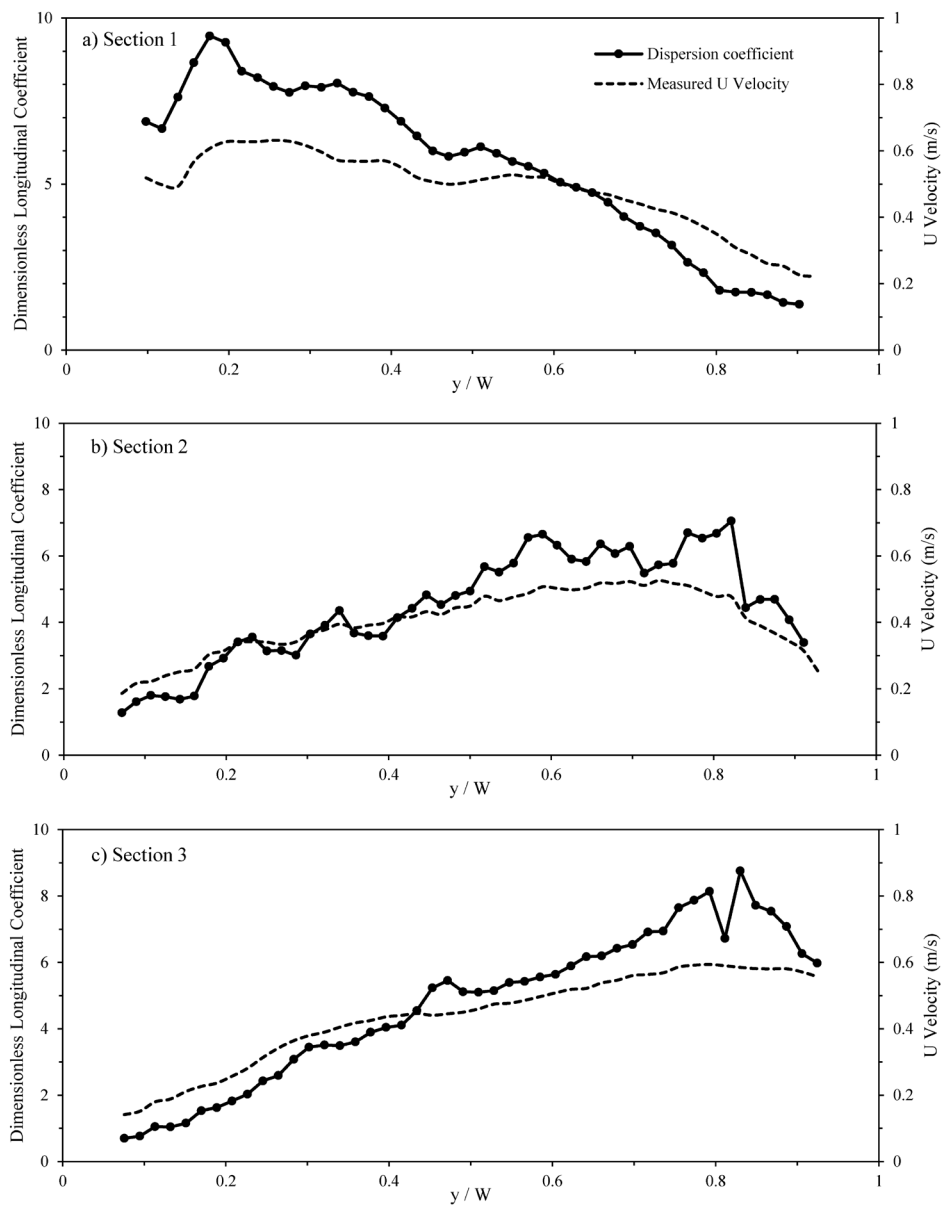 a) Section 1
Dispersion coefficient
Measured U Velocity
Dimensionless Longitudinal Coefficient
10
5
0
U Velocity (m/s)
1
0.8
0.6
0.4
0.2
0
0 0.2 0.4 0.6 0.8 1
y / W
b) Section 2
Dimensionless Longitudinal Coefficient
10
8
6
4
2
0
U Velocity (m/s)
1
0.8
0.6
0.4
0.2
0
0 0.2 0.4 0.6 0.8 1
y / W
c) Section 3
Dimensionless Longitudinal Coefficient
10
8
6
4
2
0
U Velocity (m/s)
1
0.8
0.6
0.4
0.2
0
0 0.2 0.4 0.6 0.8 1
y / W